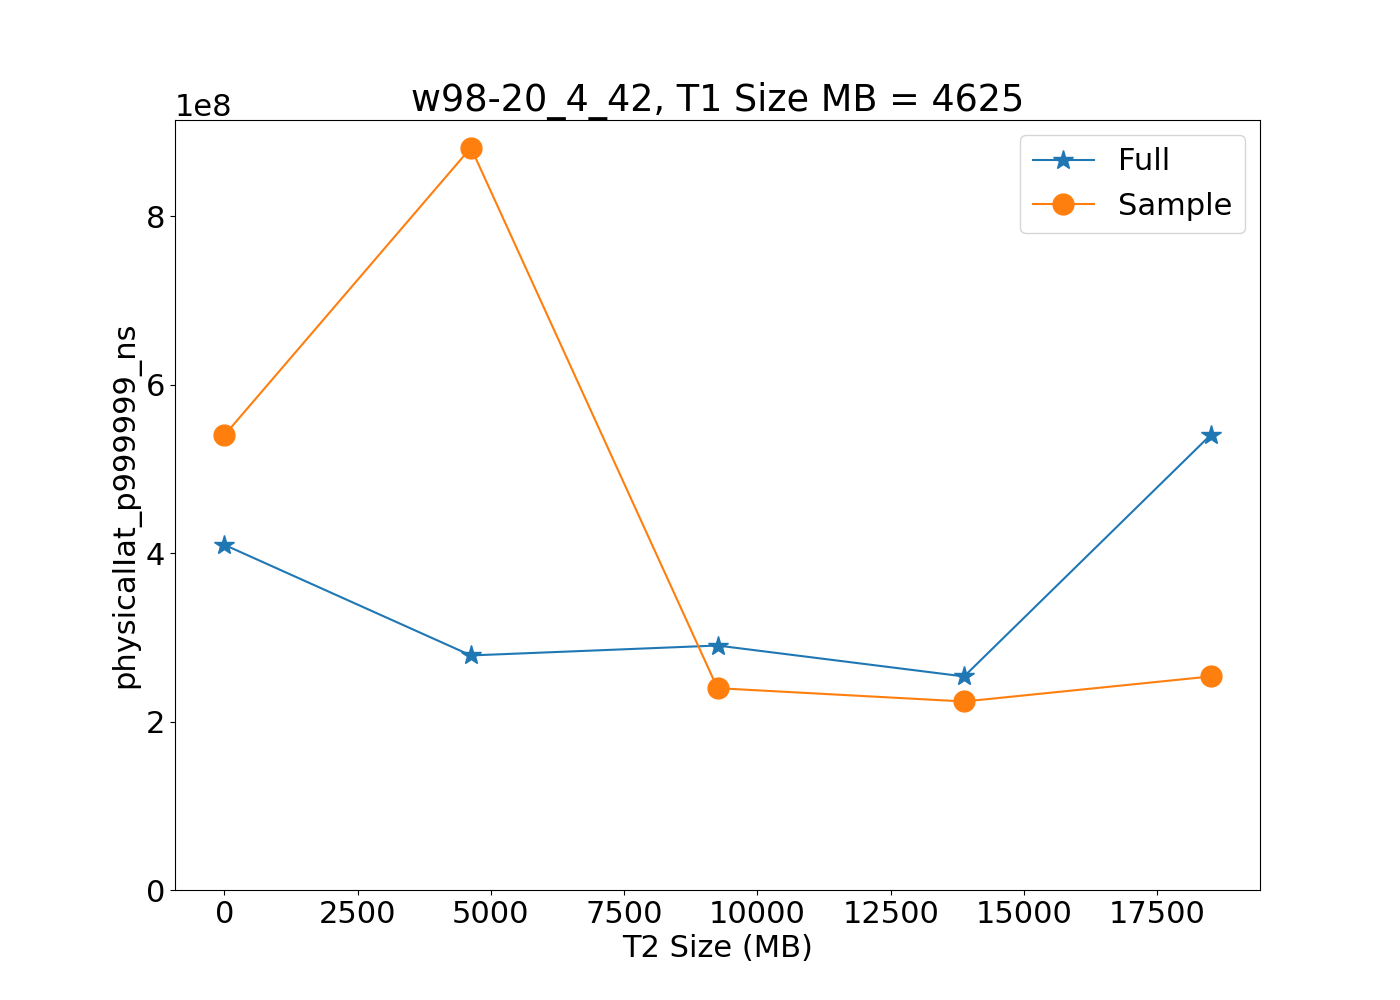 w98-20_4_42, T1 Size MB = 4625
1e8
Full
Sample
8
6
4
2
0
physicallat_p999999_ns
0 2500 5000 7500 10000 12500 15000 17500
T2 Size (MB)